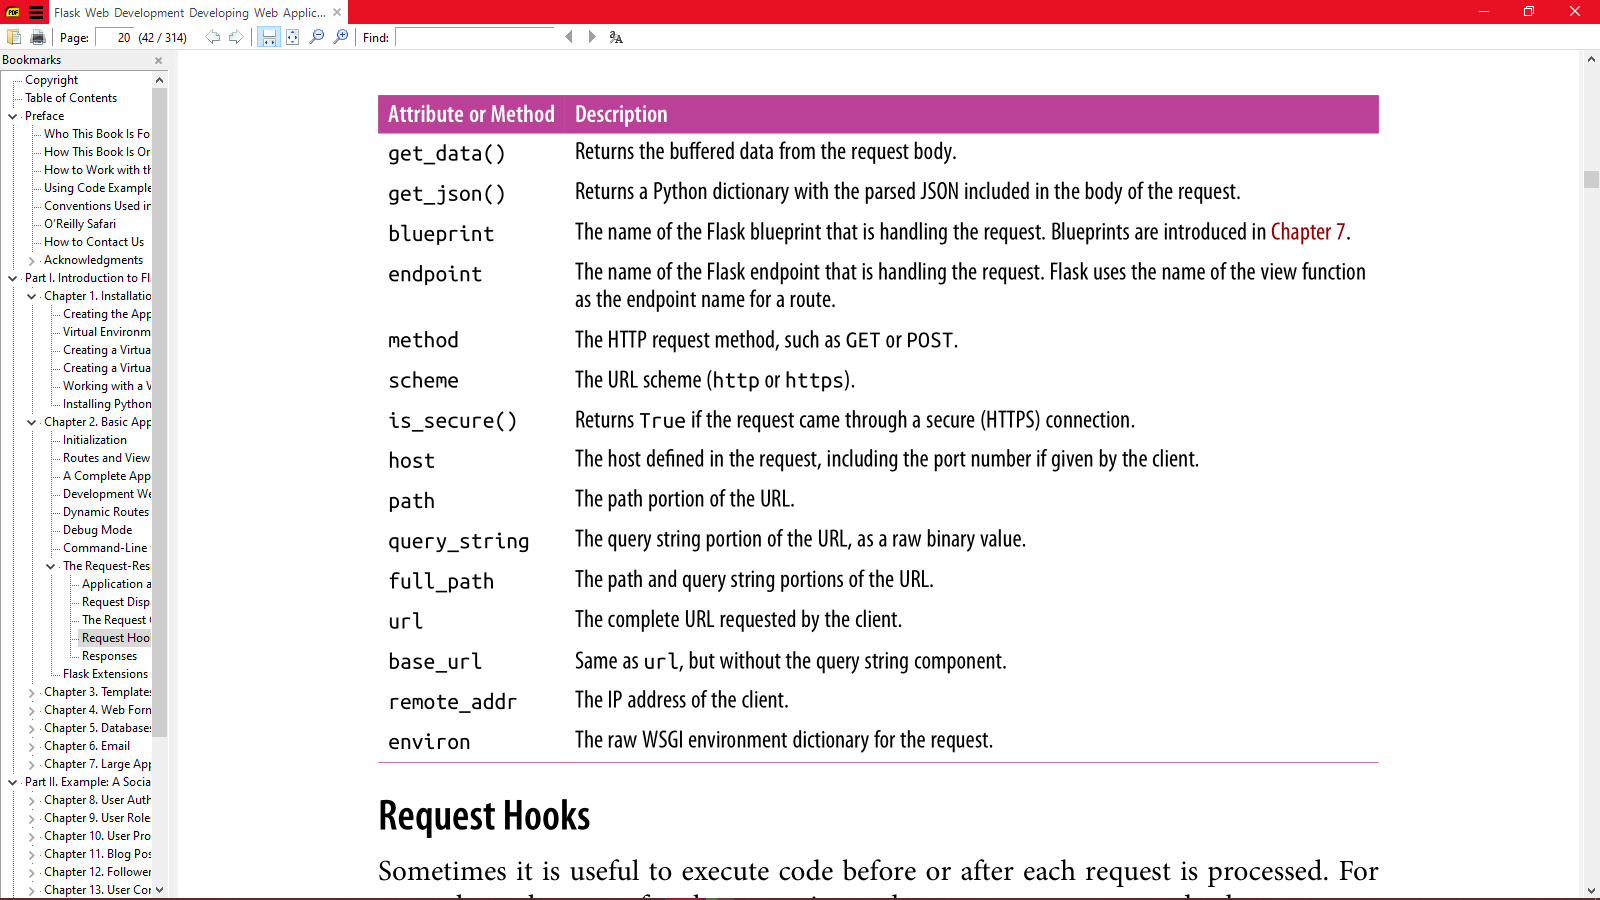 Flask Web Development Developing Web Applic...
Page: 20 (42 / 314) Find:
Bookmarks
Copyright
Table of Contents
Preface
Who This Book Is Fo
How This Book Is Or
How to Work with th
Using Code Example
Conventions Used in
O'Reilly Safari
How to Contact Us
Acknowledgments
Part I. Introduction to Fl
Chapter 1. Installatio
Creating the App
Virtual Environm
Creating a Virtua
Creating a Virtua
Working with a V
Installing Python
Chapter 2. Basic App
Initialization
Routes and View
A Complete App
Development We
Dynamic Routes
Debug Mode
Command-Line
The Request-Res
Application a
Request Disp
The Request
Request Hoo
Responses
Flask Extensions
Chapter 3. Templates
Chapter 4. Web Form
Chapter 5. Databases
Chapter 6. Email
Chapter 7. Large App
Part II. Example: A Socia
Chapter 8. User Auth
Chapter 9. User Role
Chapter 10. User Pro
Chapter 11. Blog Pos
Chapter 12. Follower
Chapter 13. User Cor
Attribute or Method Description
get_data() Returns the buffered data from the request body.
get_json() Returns a Python dictionary with the parsed JSON included in the body of the request.
blueprint The name of the Flask blueprint that is handling the request. Blueprints are introduced in Chapter 7.
endpoint The name of the Flask endpoint that is handling the request. Flask uses the name of the view function
as the endpoint name for a route.
method The HTTP request method, such as GET or POST.
scheme The URL scheme (http or https).
is_secure() Returns True if the request came through a secure (HTTPS) connection.
host The host defined in the request, including the port number if given by the client.
path The path portion of the URL.
query_string The query string portion of the URL, as a raw binary value.
full_path The path and query string portions of the URL.
url The complete URL requested by the client.
base_url Same as url, but without the query string component.
remote_addr The IP address of the client.
environ The raw WSGI environment dictionary for the request.
Request Hooks
Sometimes it is useful to execute code before or after each request is processed. For